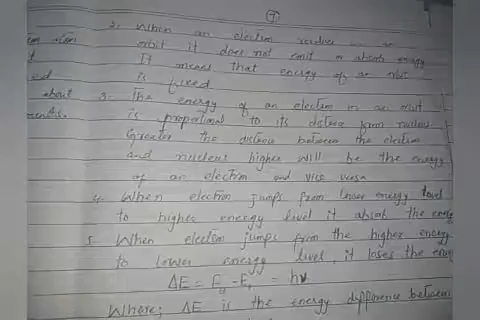 7
2. When an electron revolves in an
orbit it does not emit or absorb energy
It means that energy of an orbit
is fixed
about 3. The energy of an electron in an orbit
is proportional to its distance from nucleus
Greater the distance between the electron
and nucleus higher will be the energy
of an electron and vice versa
4. When electron jumps from lower energy level
to higher energy level it absorb the energy
5. When electron jumps from the higher energy
to lower energy level, it loses the
ΔE = E2 - E1 = hν
Where; ΔE is the energy difference between